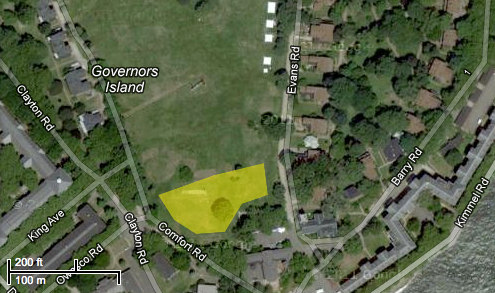 Evans Rd
Governors
Island
Clayton Rd
1
Barry Rd
Kimmel Rd
King Ave
Clayton Rd
Comfort Rd
200 ft
100 m